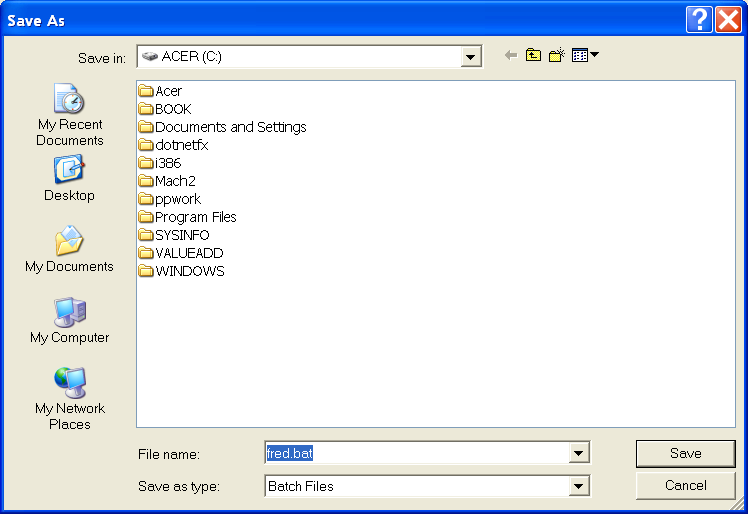 Save As
Save in:
ACER (C:)
My Recent
Documents
Desktop
My Documents
My Computer
My Network
Places
Acer
BOOK
Documents and Settings
dotnetfx
i386
Mach2
ppwork
Program Files
SYSINFO
VALUEADD
WINDOWS
File name:
fred.bat
Save
Save as type:
Batch Files
Cancel